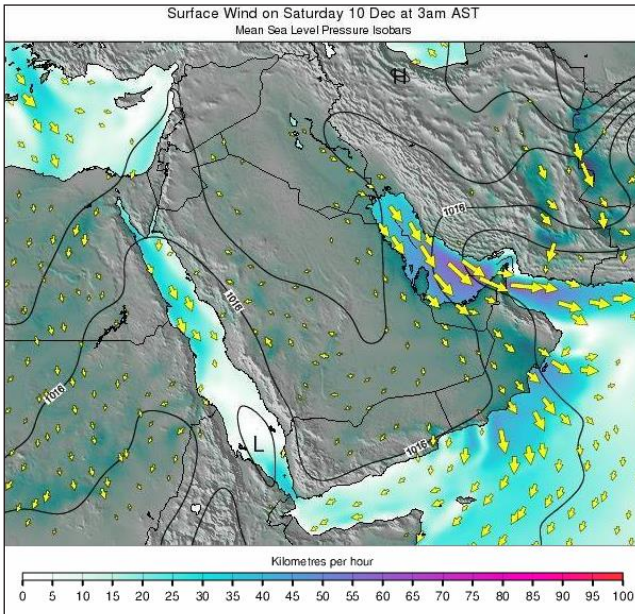 Surface Wind on Saturday 10 Dec at 3am AST
Mean Sea Level Pressure Isobars
H
1016
1016
1016
1016
1016
L
1016
Kilometres per hour
0 5 10 15 20 25 30 35 40 45 50 55 60 65 70 75 80 85 90 95 100